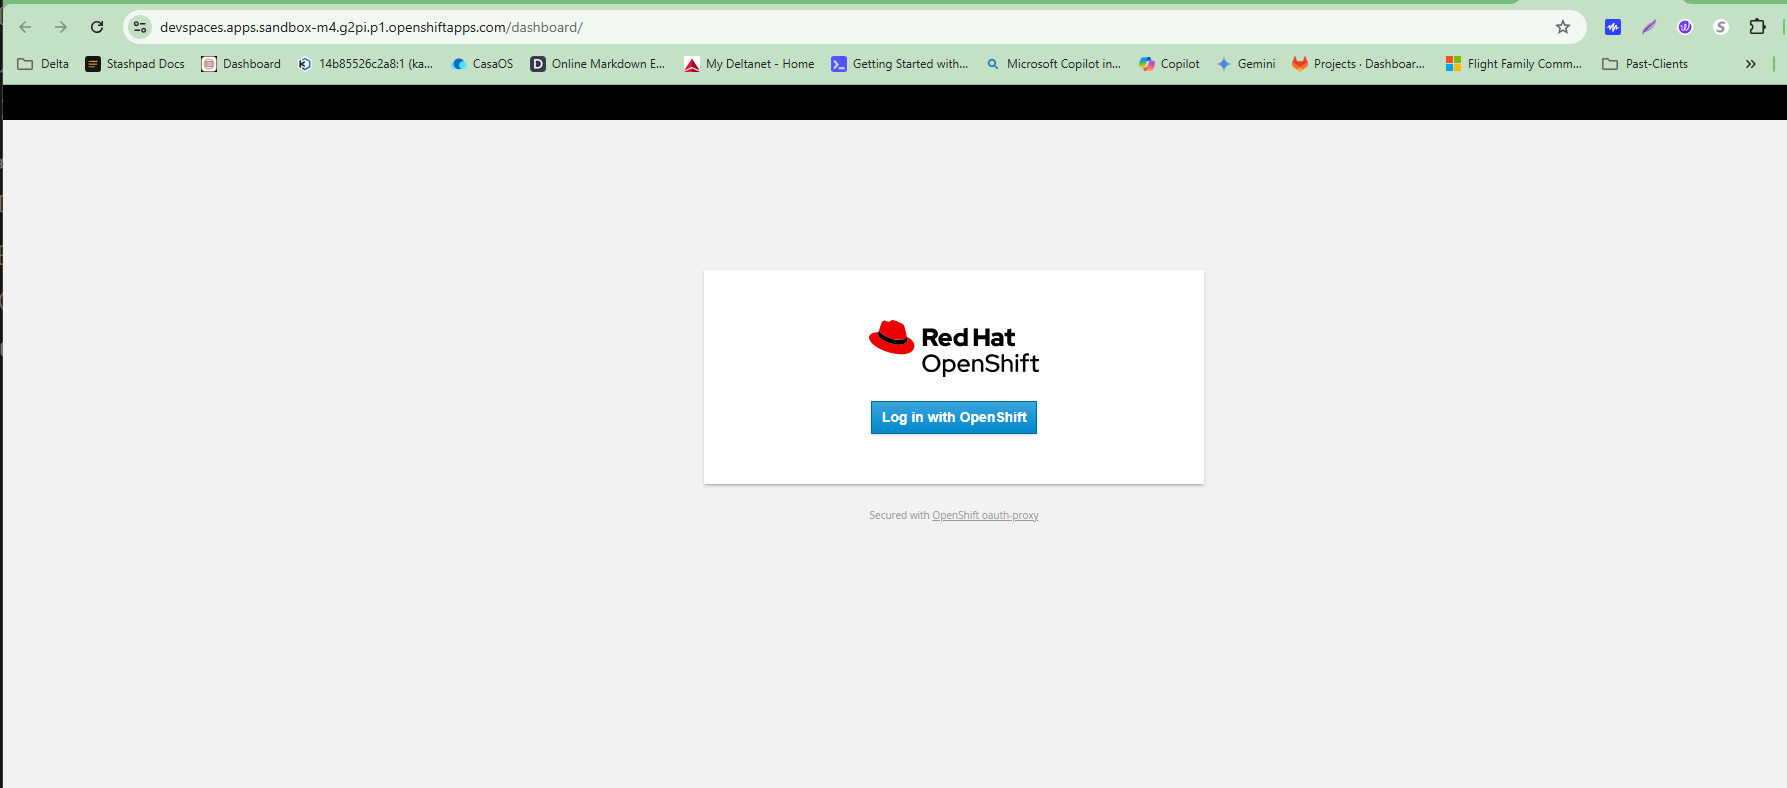 devspaces.apps.sandbox-m4.g2pi.p1.openshiftapps.com/dashboard/
Delta Stashpad Docs Dashboard 14b85526c2a8:1 (ka... CasaOS D Online Markdown E... My Deltanet - Home Getting Started with... Microsoft Copilot in... Copilot Gemini Projects · Dashboar... Flight Family Comm... Past-Clients »
Red Hat
OpenShift
Log in with OpenShift
Secured with OpenShift oauth-proxy